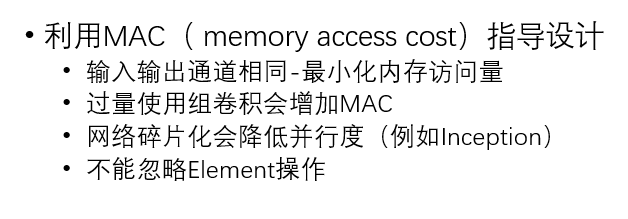 • 利用MAC（ memory access cost）指导设计
• 输入输出通道相同-最小化内存访问量
• 过量使用组卷积会增加MAC
• 网络碎片化会降低并行度（例如Inception）
• 不能忽略Element操作